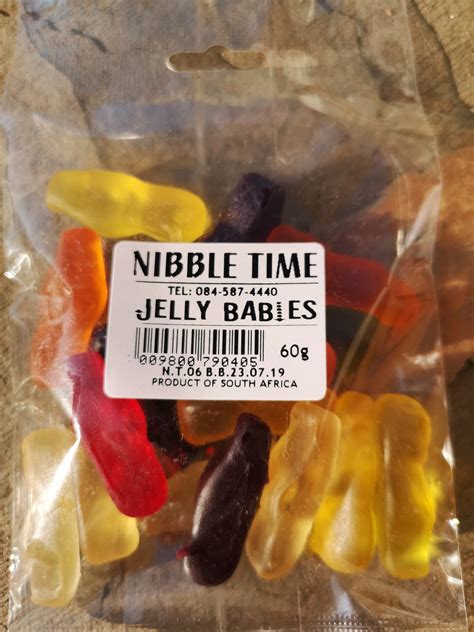 NIBBLE TIME
TEL: 084-587-4440
JELLY BABIES
009800 790405 60g
N.T.06 B.B.23.07.19
PRODUCT OF SOUTH AFRICA